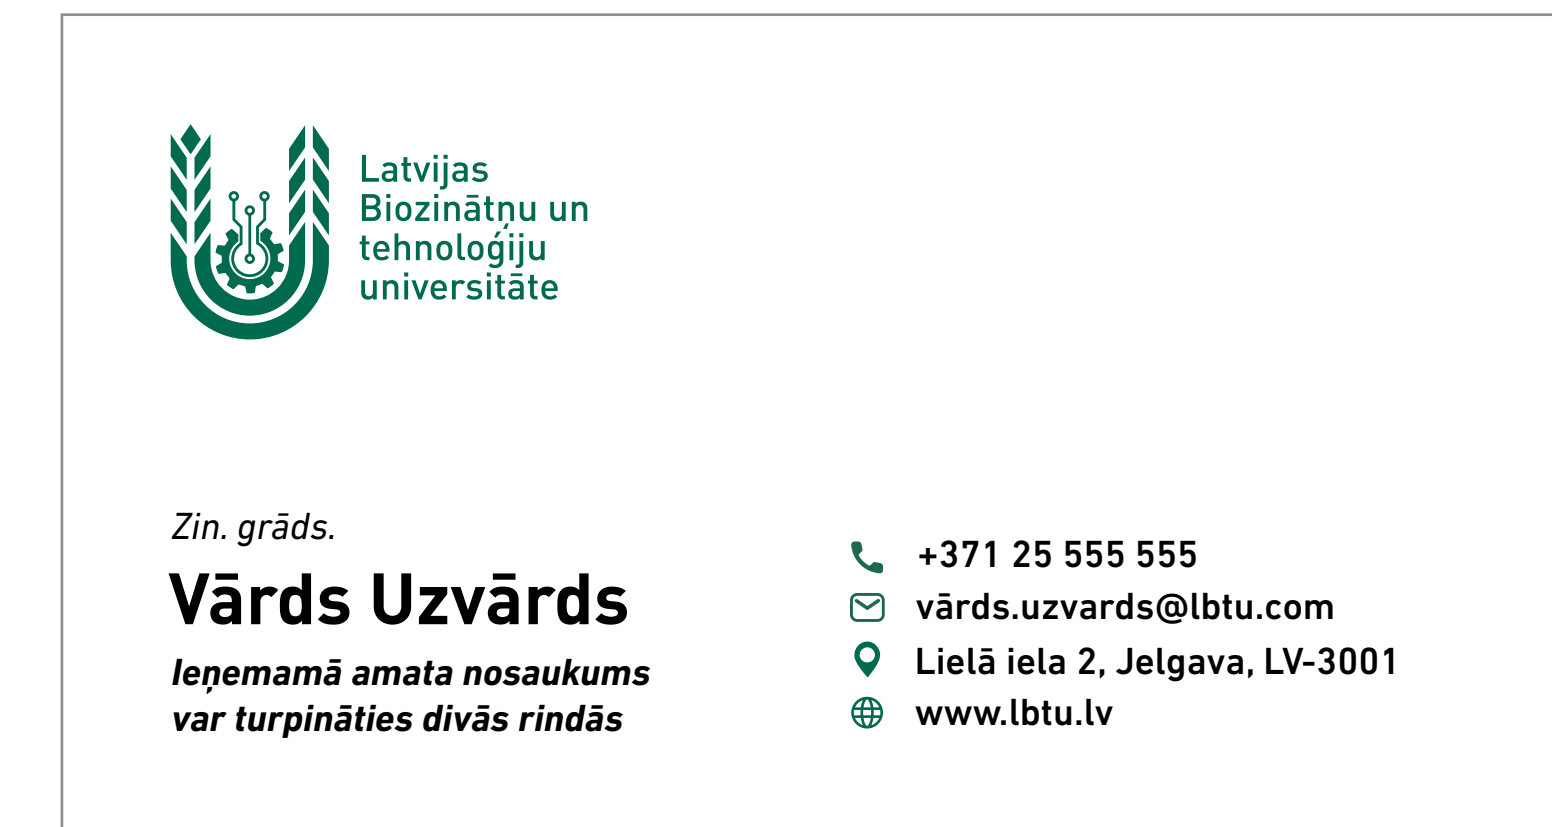 Latvijas
Biozinātņu un
tehnoloģiju
universitāte
Zin. grāds.
Vārds Uzvārds
Ieņemamā amata nosaukums
var turpināties divās rindās
+371 25 555 555
vārds.uzvards@lbtu.com
Lielā iela 2, Jelgava, LV-3001
www.lbtu.lv